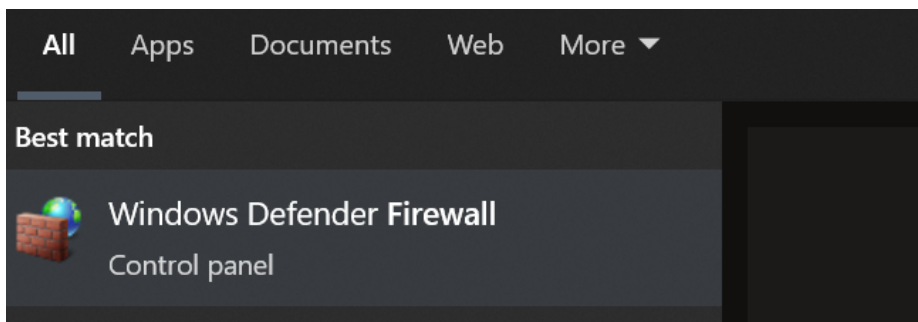 All Apps Documents Web More
Best match
Windows Defender Firewall
Control panel